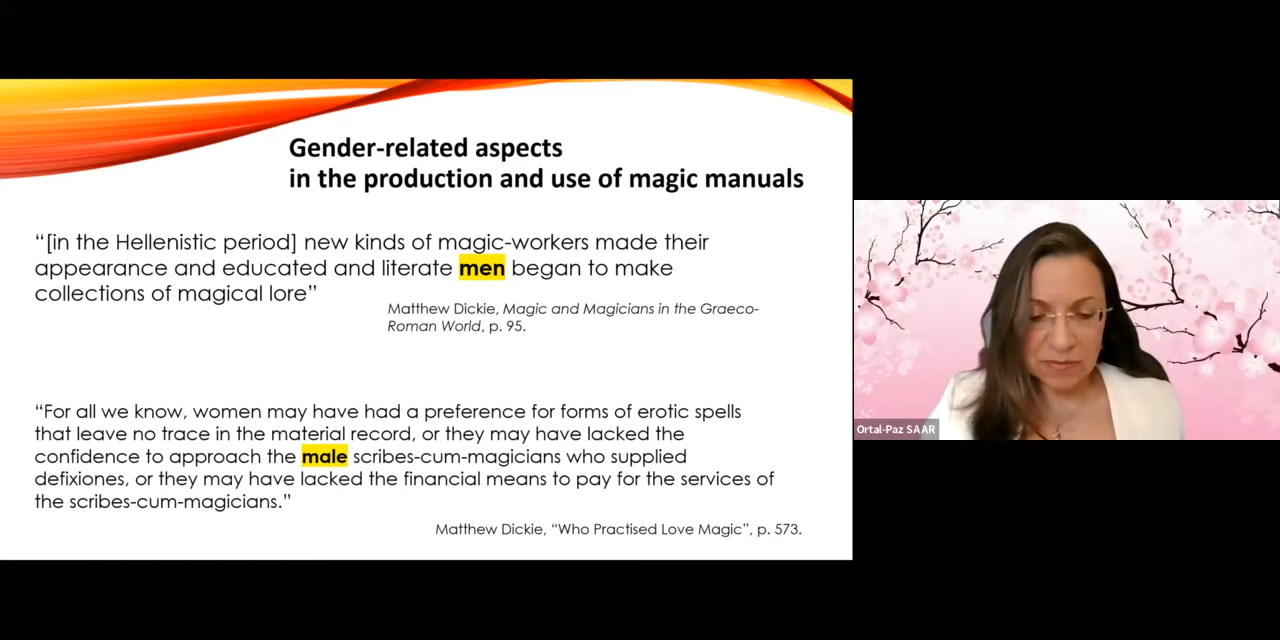 Gender-related aspects
in the production and use of magic manuals
“[in the Hellenistic period] new kinds of magic-workers made their
appearance and educated and literate men began to make
collections of magical lore”
Matthew Dickie, Magic and Magicians in the Graeco-
Roman World, p. 95.
“For all we know, women may have had a preference for forms of erotic spells
that leave no trace in the material record, or they may have lacked the
confidence to approach the male scribes-cum-magicians who supplied
defixiones, or they may have lacked the financial means to pay for the services of
the scribes-cum-magicians.”
Matthew Dickie, “Who Practised Love Magic”, p. 573.
Ortal-Paz SAAR